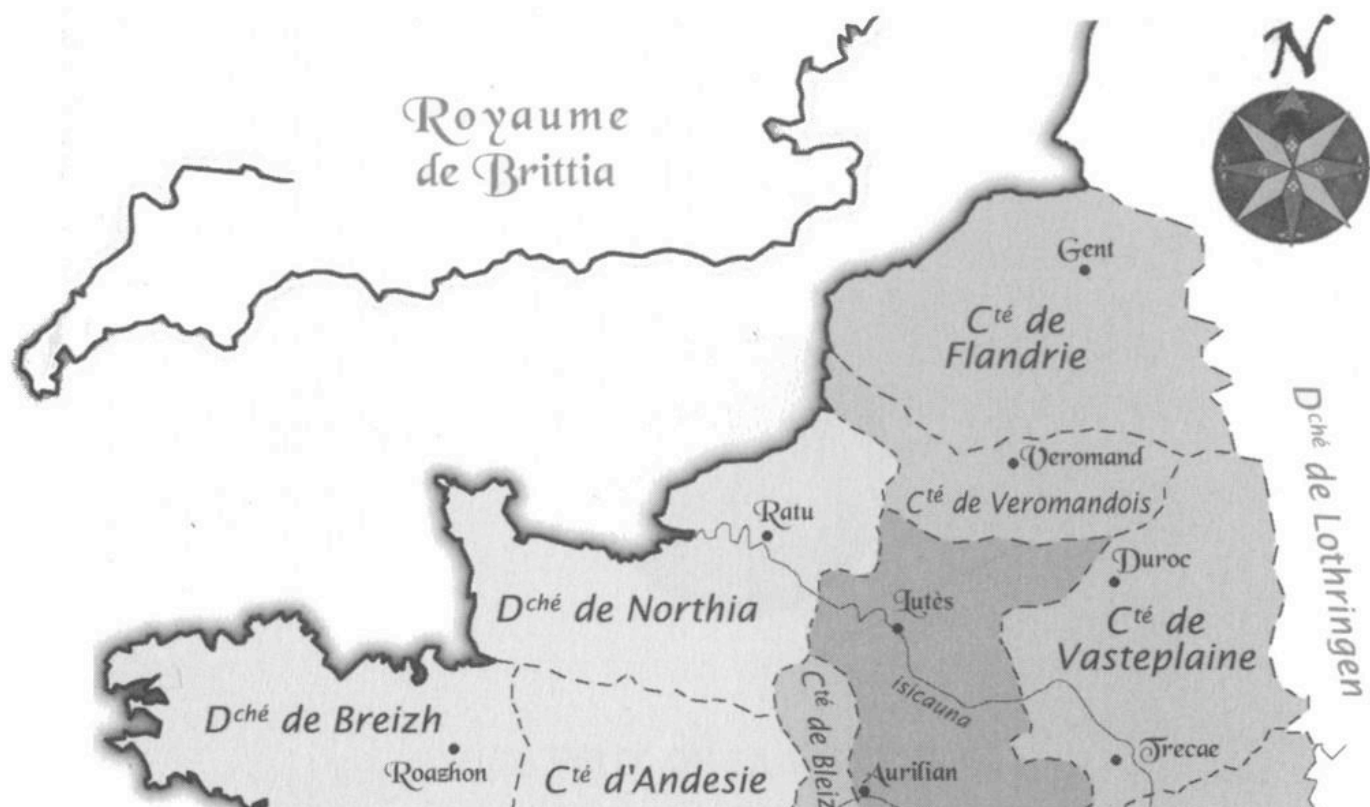 N
Royaume
de Brittia
Gent
Cté de
Flandrie
Dché de Lothringen
Veromand
Cté de Veromandois
Ratu
Duroc
Dché de Northia
Lutès
Cté de
Vasteplaine
isicauna
Dché de Breizh
Cté de Bleiz
Roazhon
Cté d'Andesie
Aurilian
Trecae